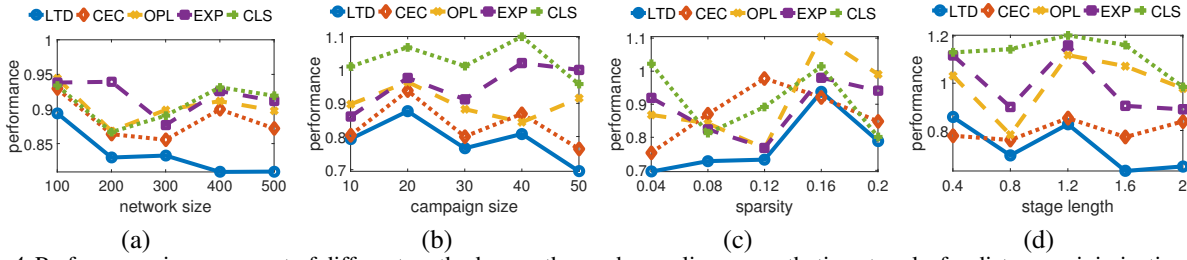 LTD CEC OPL EXP CLS
1
0.95
0.9
0.85
performance
100 200 300 400 500
network size
(a)
LTD CEC OPL EXP CLS
1.1
1
0.9
0.8
0.7
performance
10 20 30 40 50
campaign size
(b)
LTD CEC OPL EXP CLS
1.1
1
0.9
0.8
0.7
performance
0.04 0.08 0.12 0.16 0.2
sparsity
(c)
LTD CEC OPL EXP CLS
1.2
1
0.8
performance
0.4 0.8 1.2 1.6 2
stage length
(d)